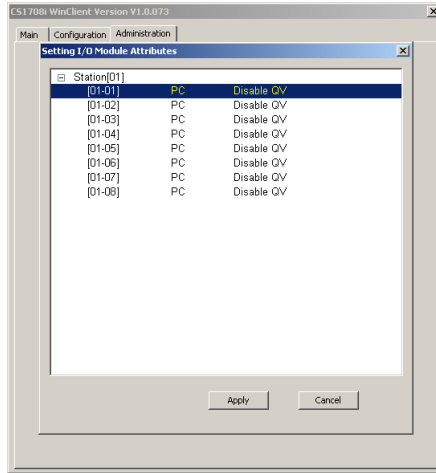 CS1708i WinClient Version V1.0.073
Main Configuration Administration
Setting I/O Module Attributes
Station[01]
[01-01] PC Disable QV
[01-02] PC Disable QV
[01-03] PC Disable QV
[01-04] PC Disable QV
[01-05] PC Disable QV
[01-06] PC Disable QV
[01-07] PC Disable QV
[01-08] PC Disable QV
Apply Cancel